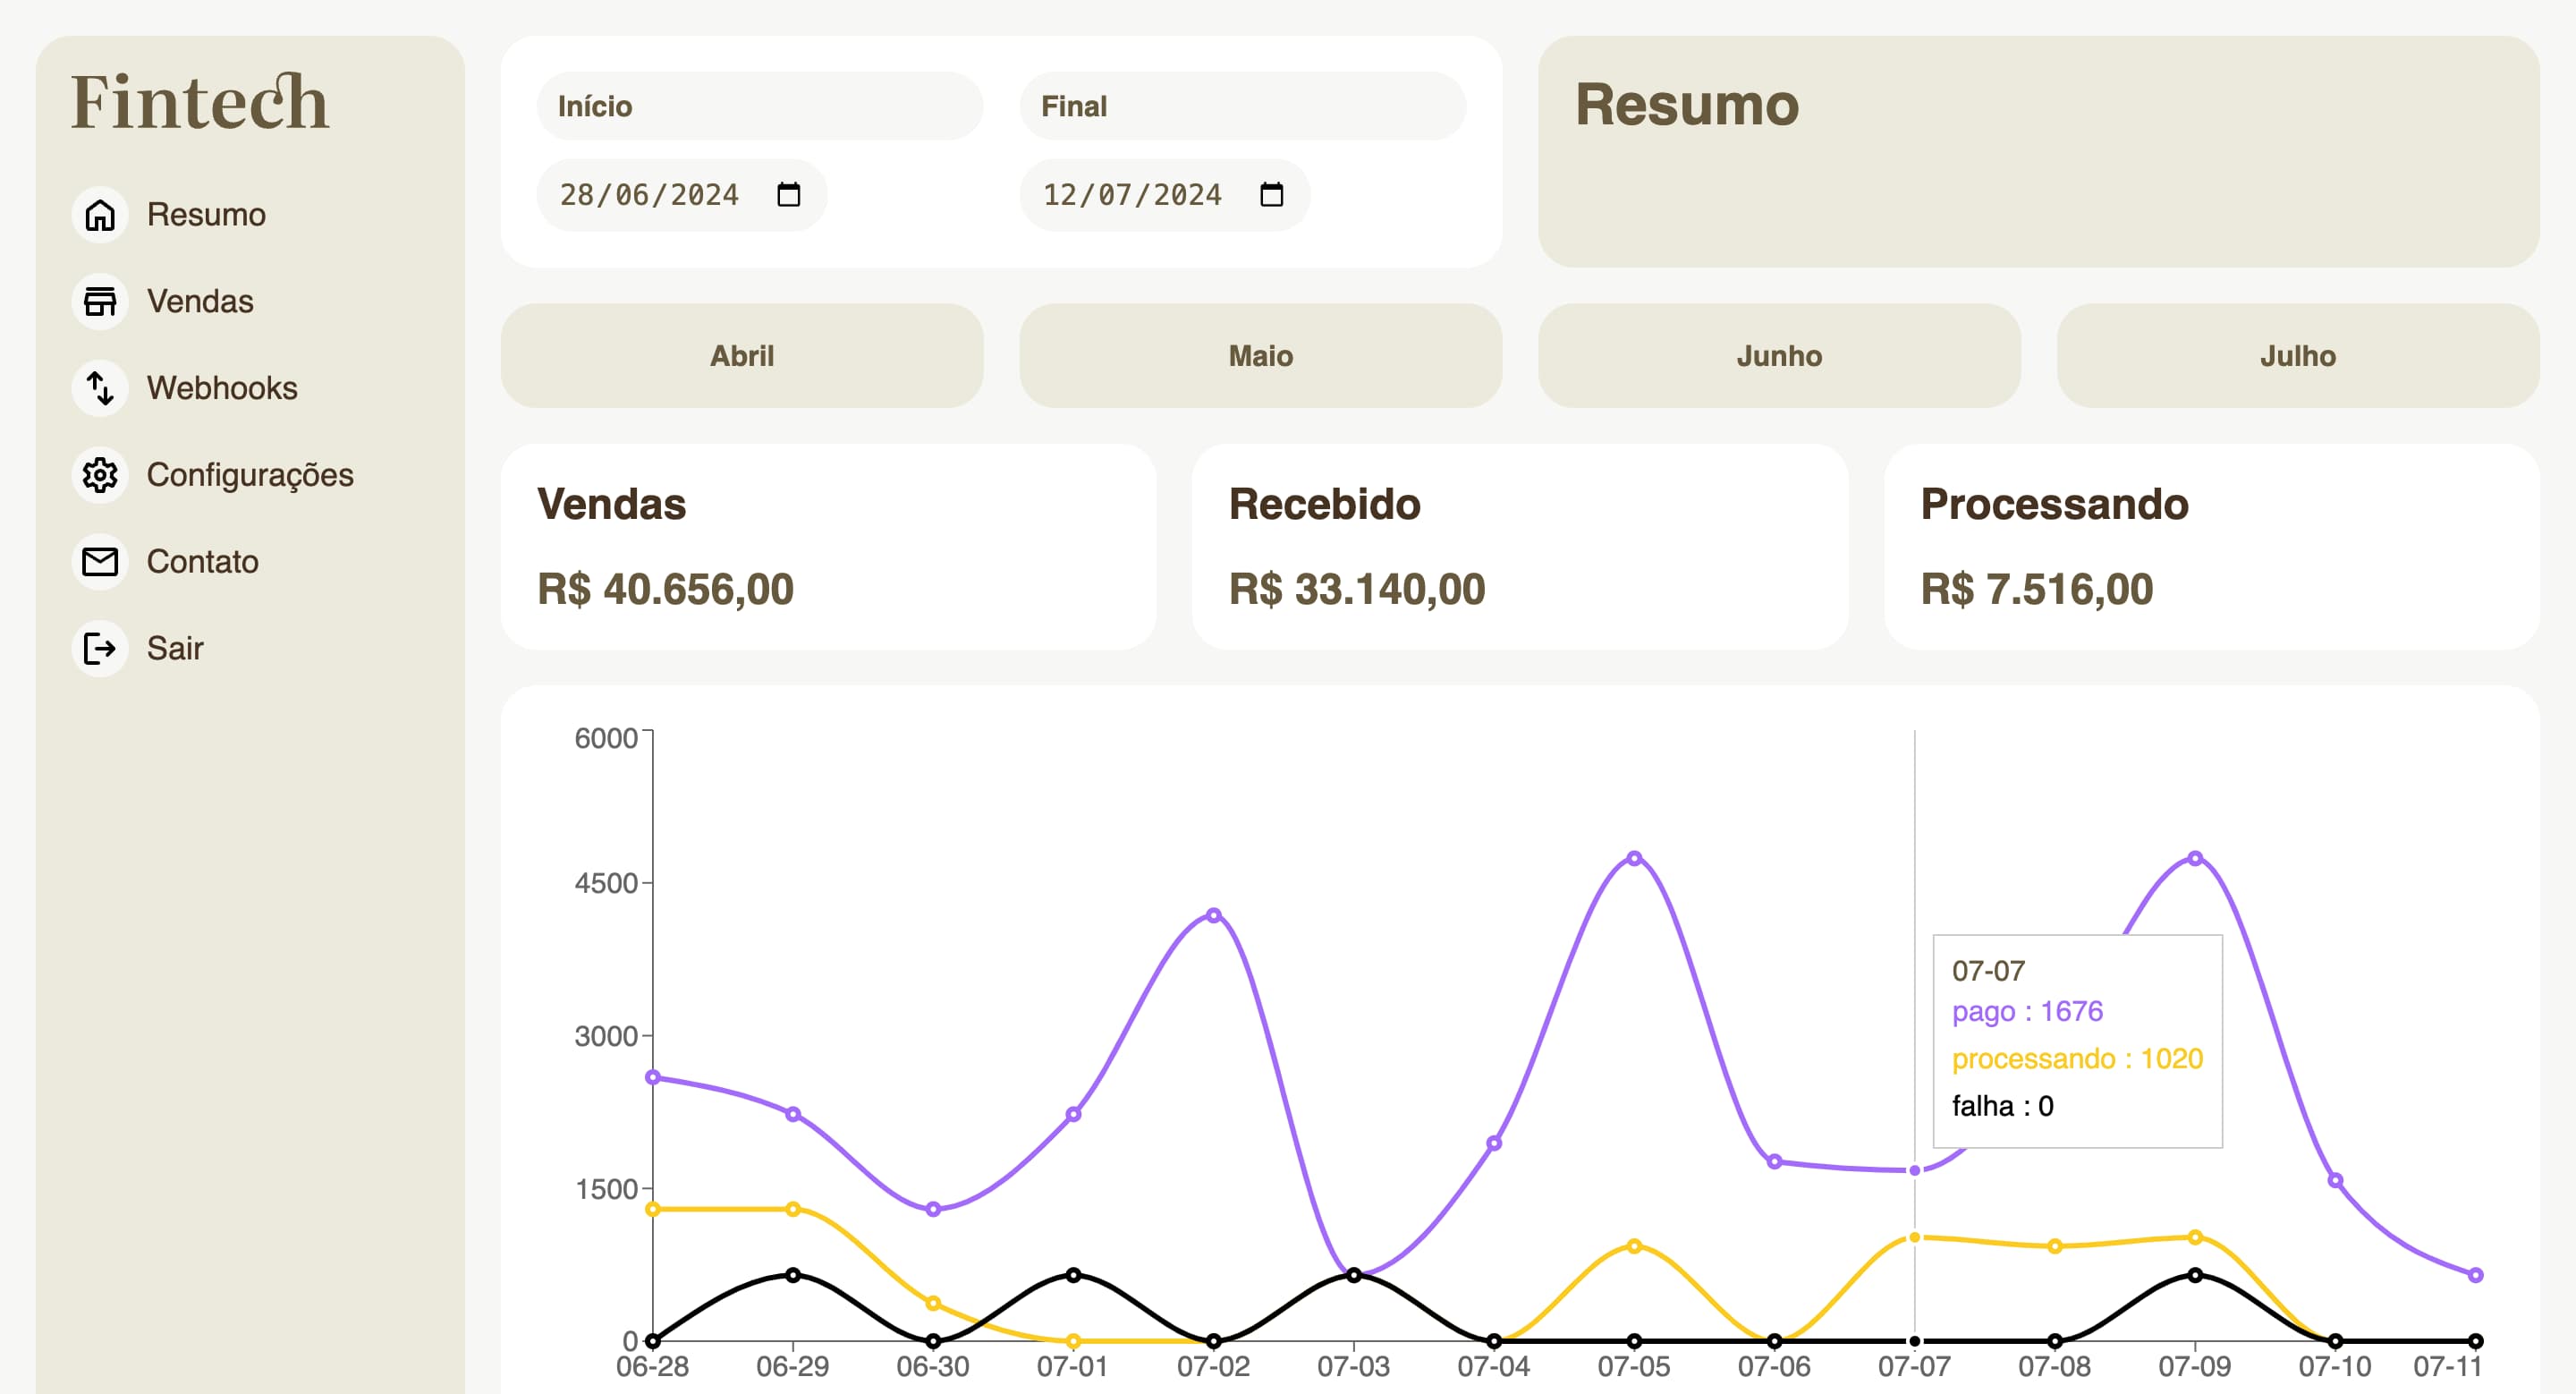 Fintech
Resumo
Vendas
Webhooks
Configurações
Contato
Sair
Início
Final
28/06/2024
12/07/2024
Resumo
Abril
Maio
Junho
Julho
Vendas
R$ 40.656,00
Recebido
R$ 33.140,00
Processando
R$ 7.516,00
6000
4500
3000
1500
0
07-07
pago : 1676
processando : 1020
falha : 0
06-28
06-29
06-30
07-01
07-02
07-03
07-04
07-05
07-06
07-07
07-08
07-09
07-10
07-11